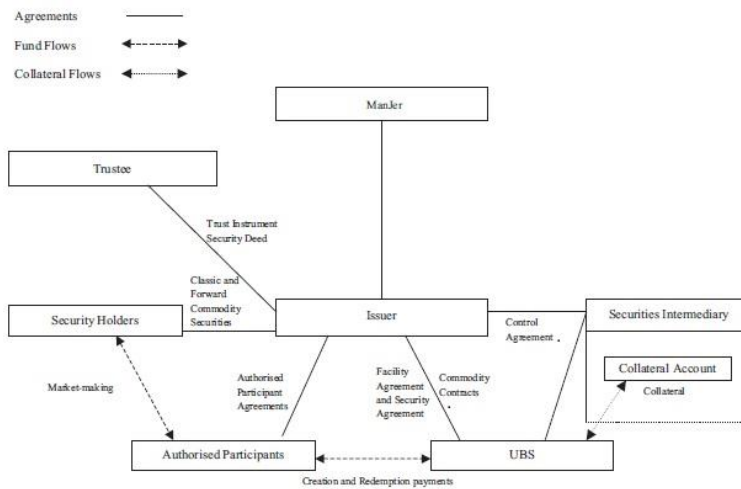 Agreements
Fund Flows
Collateral Flows
ManJer
Trustee
Trust Instrument
Security Deed
Classic and
Forward
Commodity
Securities
Security Holders
Issuer
Securities Intermediary
Control
Agreement
Collateral Account
Collateral
Market-making
Authorised
Participant
Agreements
Facility
Agreement
and Security
Agreement
Commodity
Contracts
Authorised Participants
UBS
Creation and Redemption payments